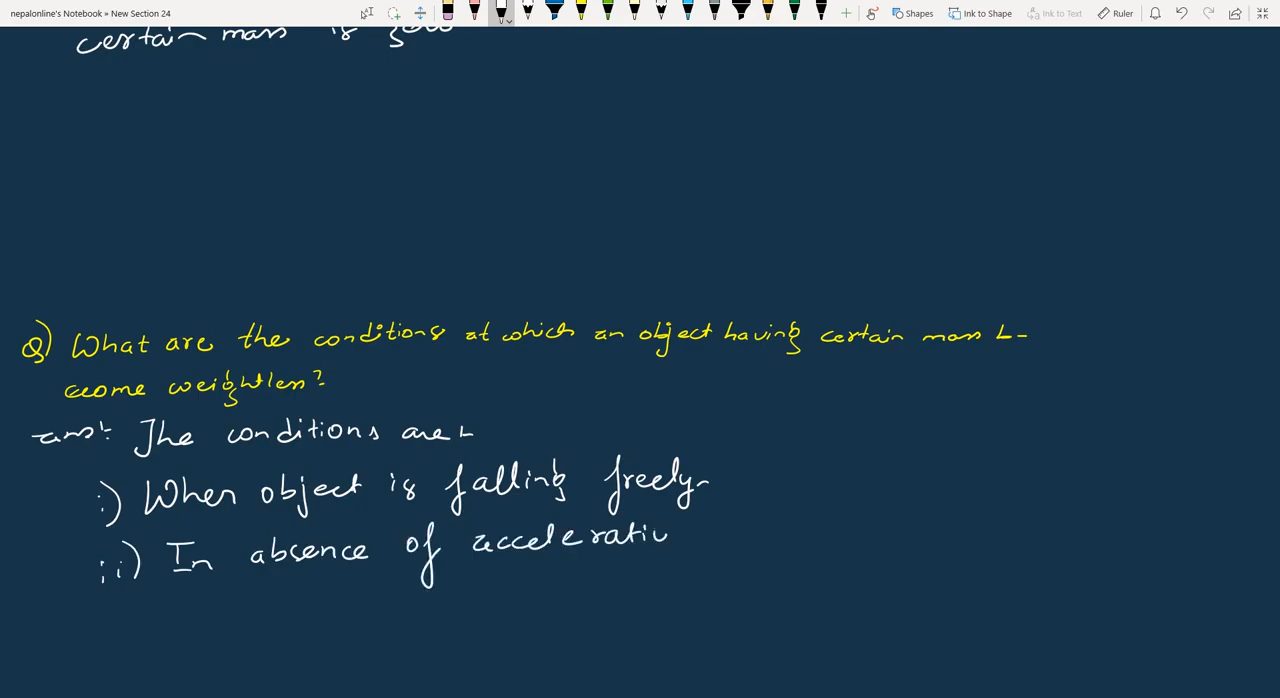 nepalonline's Notebook » New Section 24
Shapes Ink to Shape Ink to Text Ruler
certain mass is zero
Q) What are the conditions at which an object having certain mass b-
ecome weightless?
ans:- The conditions are:-
i) When object is falling freely.
ii) In absence of acceleratio